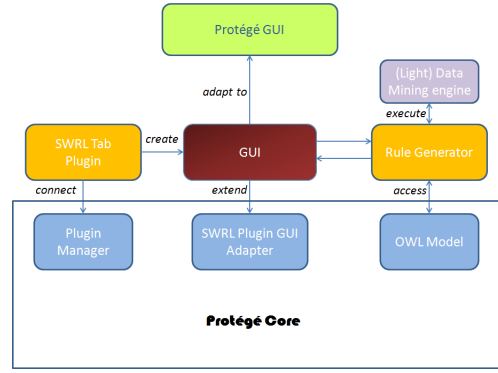 Protégé GUI
(Light) Data
Mining engine
adapt to
execute
SWRL Tab
Plugin
create
GUI
Rule Generator
connect
extend
access
Plugin
Manager
SWRL Plugin GUI
Adapter
OWL Model
Protégé Core